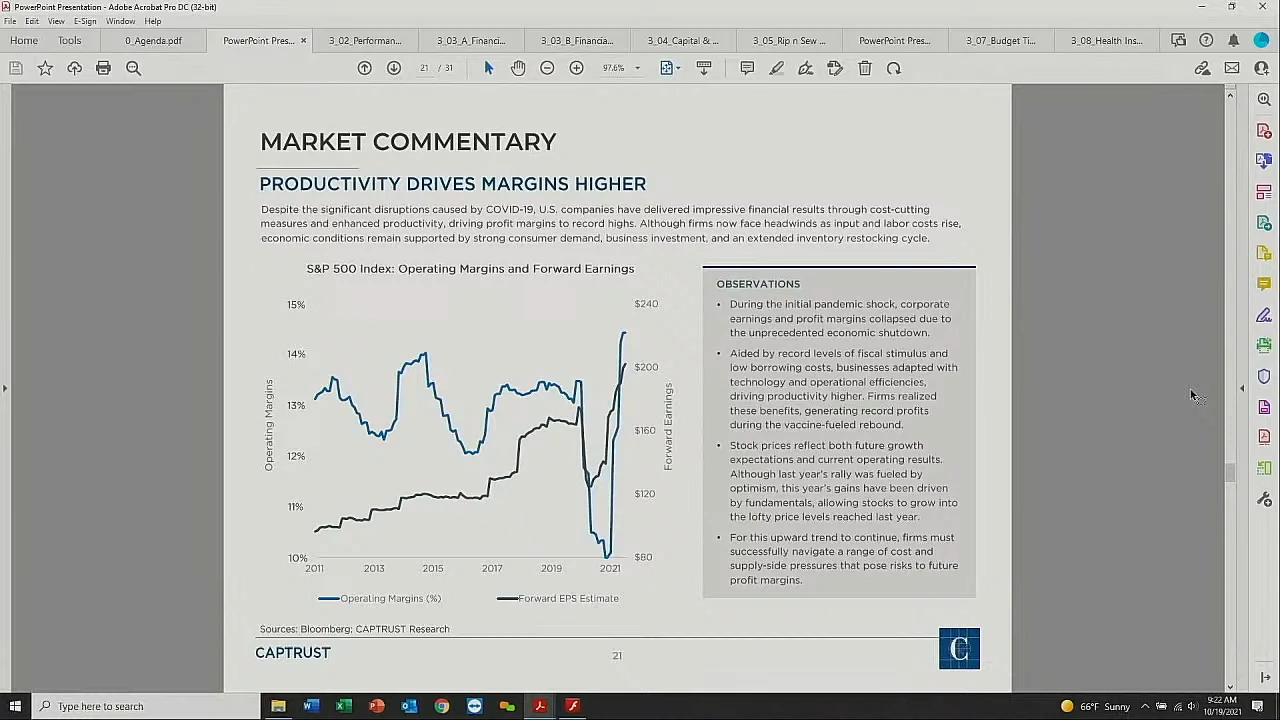 PowerPoint Presentation - Adobe Acrobat Pro DC (32-bit)
File Edit View E-Sign Window Help
Home Tools 0_Agenda.pdf PowerPoint Pres... × 3_02_Performan... 3_03_A_Financi... 3_03_B_Financia... 3_04_Capital & ... 3_05_Rip n Sew ... PowerPoint Pres... 3_07_Budget Ti... 3_08_Health Ins...
21 / 31 97.6%
MARKET COMMENTARY
PRODUCTIVITY DRIVES MARGINS HIGHER
Despite the significant disruptions caused by COVID-19, U.S. companies have delivered impressive financial results through cost-cutting
measures and enhanced productivity, driving profit margins to record highs. Although firms now face headwinds as input and labor costs rise,
economic conditions remain supported by strong consumer demand, business investment, and an extended inventory restocking cycle.
S&P 500 Index: Operating Margins and Forward Earnings
15%
14%
13%
12%
11%
10%
Operating Margins
$240
$200
$160
$120
$80
Forward Earnings
2011 2013 2015 2017 2019 2021
Operating Margins (%) Forward EPS Estimate
OBSERVATIONS
• During the initial pandemic shock, corporate
earnings and profit margins collapsed due to
the unprecedented economic shutdown.
• Aided by record levels of fiscal stimulus and
low borrowing costs, businesses adapted with
technology and operational efficiencies,
driving productivity higher. Firms realized
these benefits, generating record profits
during the vaccine-fueled rebound.
• Stock prices reflect both future growth
expectations and current operating results.
Although last year's rally was fueled by
optimism, this year's gains have been driven
by fundamentals, allowing stocks to grow into
the lofty price levels reached last year.
• For this upward trend to continue, firms must
successfully navigate a range of cost and
supply-side pressures that pose risks to future
profit margins.
Sources: Bloomberg; CAPTRUST Research
CAPTRUST
21
C
Type here to search
66°F Sunny
9:22 AM
10/19/2021